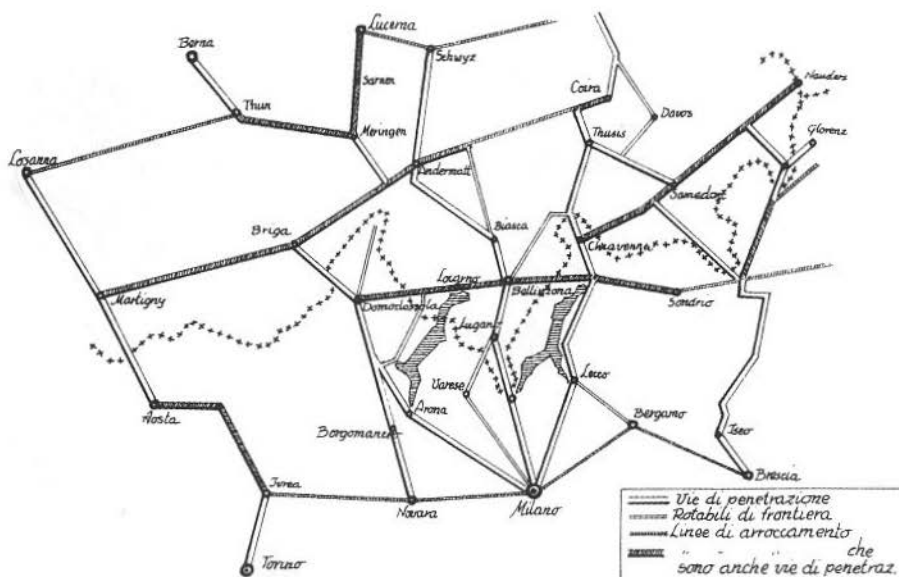 Lucerna
Berna
Schwyz
Sarnen
Nauders
Coira
Thun
Davos
Glorenz
Meringen
Thusis
Losanna
Andermatt
Samedan
Biasca
Briga
Chiavenna
Locarno
Bellinzona
Martigny
Domodossola
Sondrio
Lugano
Lecco
Varese
Aosta
Arona
Bergamo
Borgomanero
Iseo
Brescia
Ivrea
Novara
Milano
Torino
Vie di penetrazione
Rotabili di frontiera
Linee di arroccamento
" " " che
sono anche vie di penetraz.